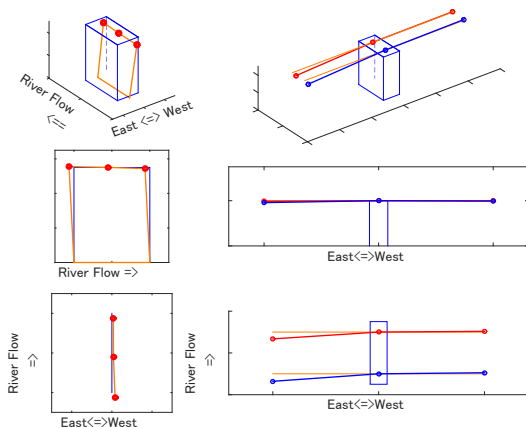 River Flow
<==
East <=> West
River Flow =>
East<=>West
River Flow
=>
East<=>West
River Flow
=>
East<=>West